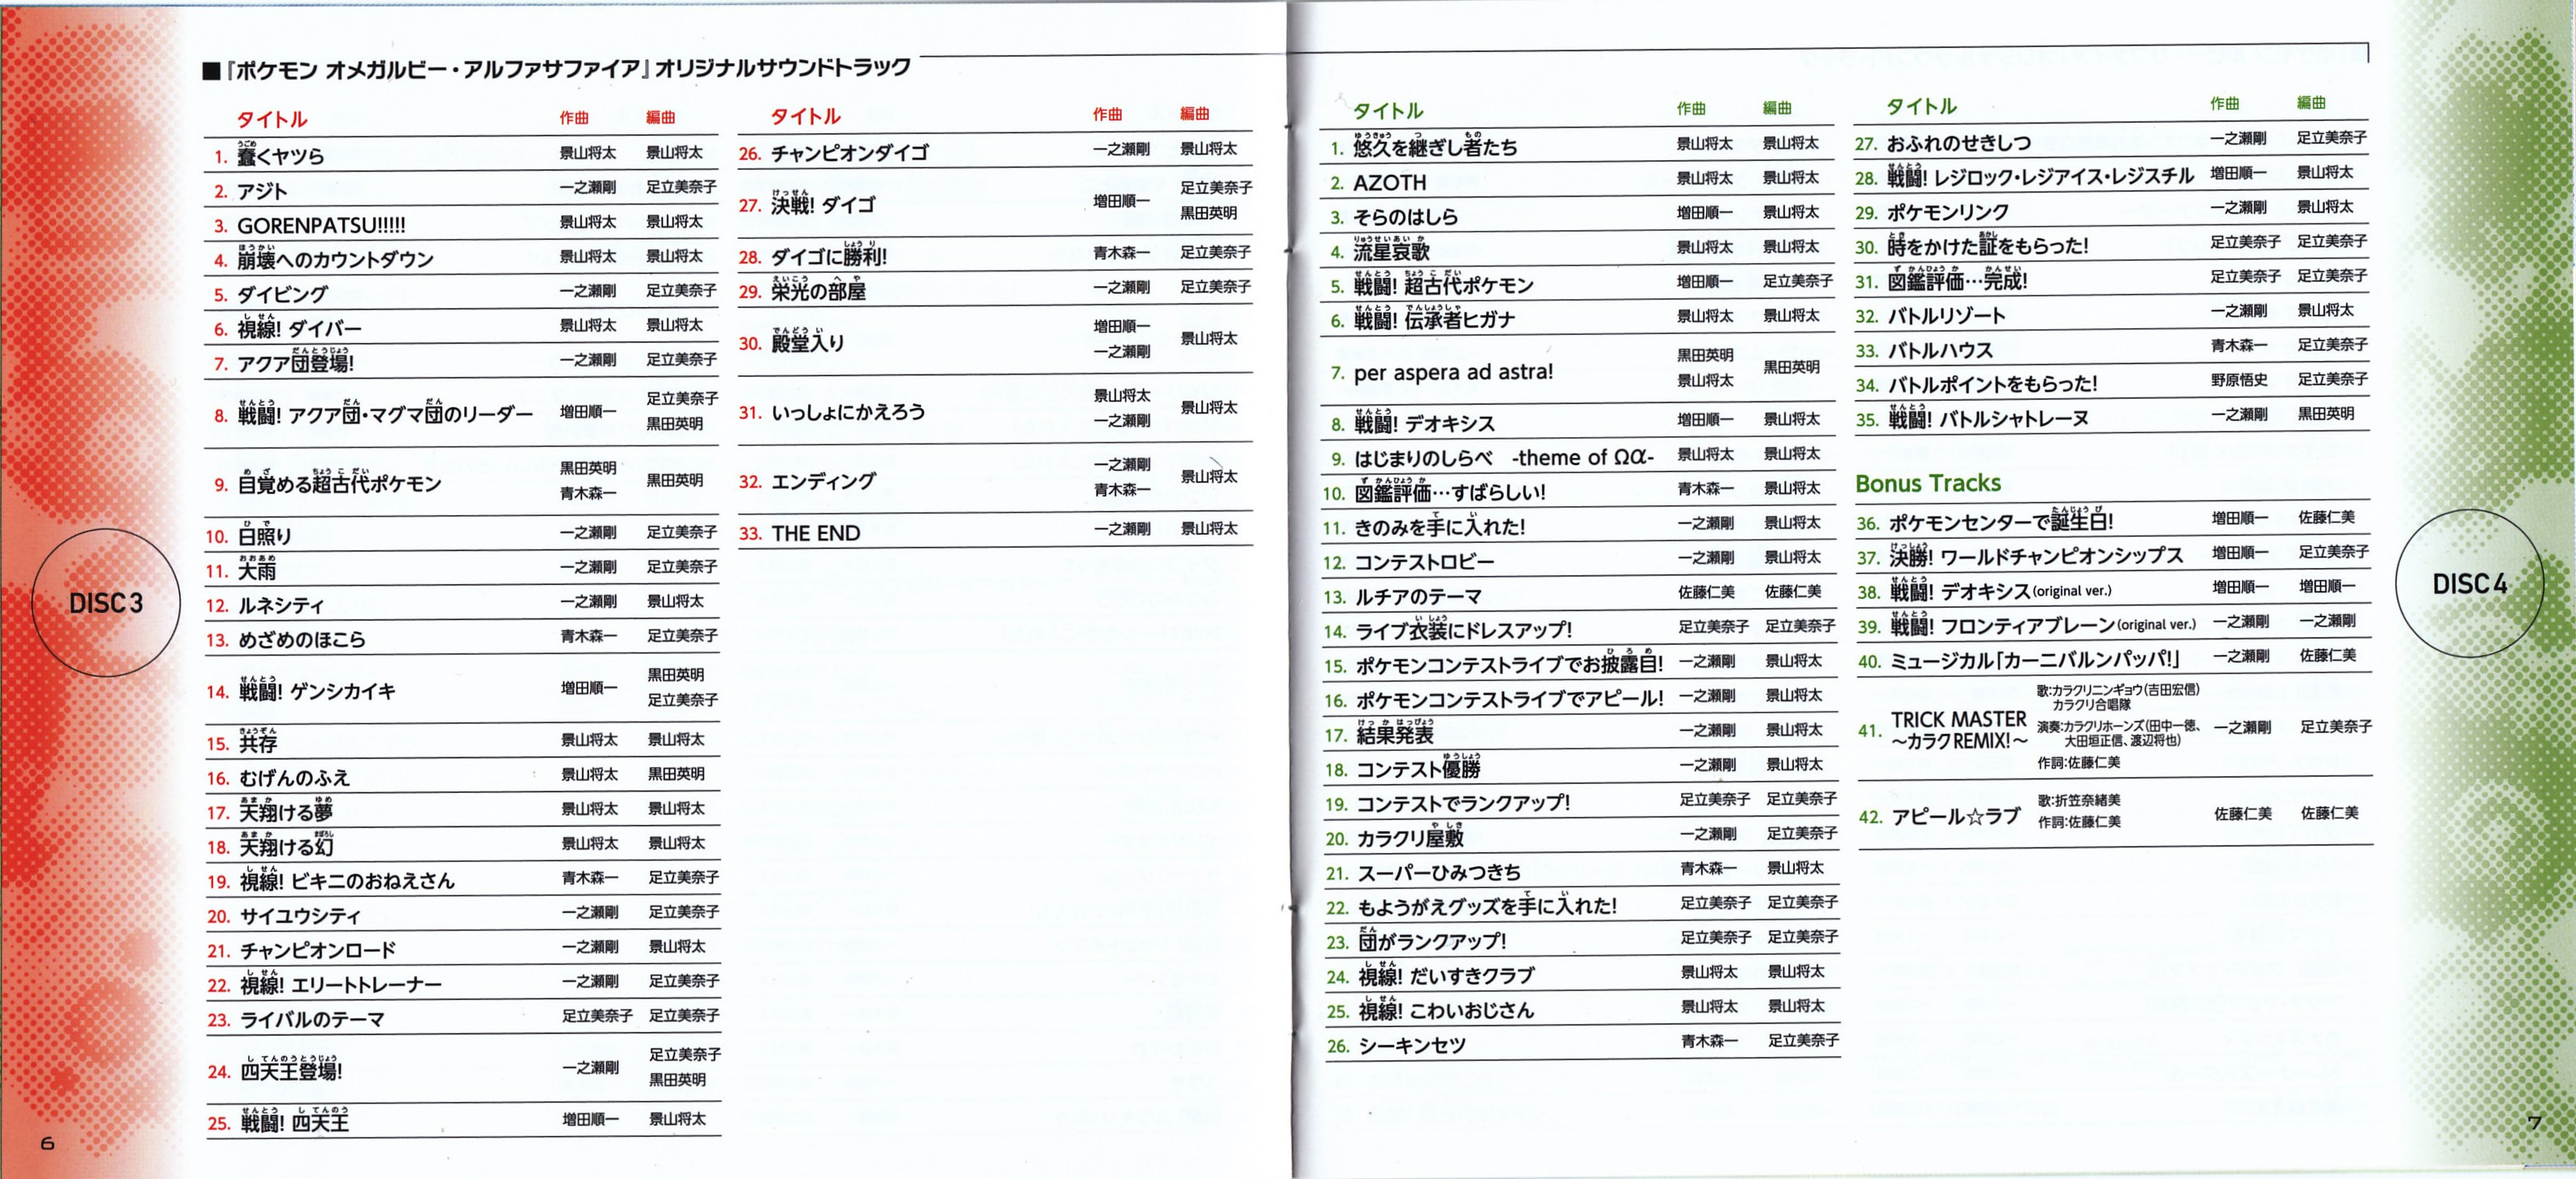 ■『ポケモン オメガルビー・アルファサファイア』オリジナルサウンドトラック
タイトル 作曲 編曲
1. 蠢くヤツら 景山将太 景山将太
2. アジト 一之瀬剛 足立美奈子
3. GORENPATSU!!!!! 景山将太 景山将太
4. 崩壊へのカウントダウン 景山将太 景山将太
5. ダイビング 一之瀬剛 足立美奈子
6. 視線! ダイバー 景山将太 景山将太
7. アクア団登場! 一之瀬剛 足立美奈子
8. 戦闘! アクア団・マグマ団のリーダー 増田順一 足立美奈子 黒田英明
9. 目覚める超古代ポケモン 黒田英明 青木森一 黒田英明
10. 日照り 一之瀬剛 足立美奈子
11. 大雨 一之瀬剛 足立美奈子
12. ルネシティ 一之瀬剛 景山将太
13. めざめのほこら 青木森一 足立美奈子
14. 戦闘! ゲンシカイキ 増田順一 黒田英明 足立美奈子
15. 共存 景山将太 景山将太
16. むげんのふえ 景山将太 黒田英明
17. 天翔ける夢 景山将太 景山将太
18. 天翔ける幻 景山将太 景山将太
19. 視線! ビキニのおねえさん 青木森一 足立美奈子
20. サイユウシティ 一之瀬剛 足立美奈子
21. チャンピオンロード 一之瀬剛 景山将太
22. 視線! エリートトレーナー 一之瀬剛 足立美奈子
23. ライバルのテーマ 足立美奈子 足立美奈子
24. 四天王登場! 一之瀬剛 足立美奈子 黒田英明
25. 戦闘! 四天王 増田順一 景山将太
タイトル 作曲 編曲
26. チャンピオンダイゴ 一之瀬剛 景山将太
27. 決戦! ダイゴ 増田順一 足立美奈子 黒田英明
28. ダイゴに勝利! 青木森一 足立美奈子
29. 栄光の部屋 一之瀬剛 足立美奈子
30. 殿堂入り 増田順一 一之瀬剛 景山将太
31. いっしょにかえろう 景山将太 一之瀬剛 景山将太
32. エンディング 一之瀬剛 青木森一 景山将太
33. THE END 一之瀬剛 景山将太
DISC 3
6
タイトル 作曲 編曲
1. 悠久を継ぎし者たち 景山将太 景山将太
2. AZOTH 景山将太 景山将太
3. そらのはしら 増田順一 景山将太
4. 流星哀歌 景山将太 景山将太
5. 戦闘! 超古代ポケモン 増田順一 足立美奈子
6. 戦闘! 伝承者ヒガナ 景山将太 景山将太
7. per aspera ad astra! 黒田英明 景山将太 黒田英明
8. 戦闘! デオキシス 増田順一 景山将太
9. はじまりのしらべ -theme of Ωα- 景山将太 景山将太
10. 図鑑評価…すばらしい! 青木森一 景山将太
11. きのみを手に入れた! 一之瀬剛 景山将太
12. コンテストロビー 一之瀬剛 景山将太
13. ルチアのテーマ 佐藤仁美 佐藤仁美
14. ライブ衣装にドレスアップ! 足立美奈子 足立美奈子
15. ポケモンコンテストライブでお披露目! 一之瀬剛 景山将太
16. ポケモンコンテストライブでアピール! 一之瀬剛 景山将太
17. 結果発表 一之瀬剛 景山将太
18. コンテスト優勝 一之瀬剛 景山将太
19. コンテストでランクアップ! 足立美奈子 足立美奈子
20. カラクリ屋敷 一之瀬剛 足立美奈子
21. スーパーひみつきち 青木森一 景山将太
22. もようがえグッズを手に入れた! 足立美奈子 足立美奈子
23. 団がランクアップ! 足立美奈子 足立美奈子
24. 視線! だいすきクラブ 景山将太 景山将太
25. 視線! こわいおじさん 景山将太 景山将太
26. シーキンセツ 青木森一 足立美奈子
タイトル 作曲 編曲
27. おふれのせきしつ 一之瀬剛 足立美奈子
28. 戦闘! レジロック・レジアイス・レジスチル 増田順一 景山将太
29. ポケモンリンク 一之瀬剛 景山将太
30. 時をかけた証をもらった! 足立美奈子 足立美奈子
31. 図鑑評価…完成! 足立美奈子 足立美奈子
32. バトルリゾート 一之瀬剛 景山将太
33. バトルハウス 青木森一 足立美奈子
34. バトルポイントをもらった! 野原悟史 足立美奈子
35. 戦闘! バトルシャトレーヌ 一之瀬剛 黒田英明
Bonus Tracks
36. ポケモンセンターで誕生日! 増田順一 佐藤仁美
37. 決勝! ワールドチャンピオンシップス 増田順一 足立美奈子
38. 戦闘! デオキシス (original ver.) 増田順一 増田順一
39. 戦闘! フロンティアブレーン (original ver.) 一之瀬剛 一之瀬剛
40. ミュージカル「カーニバルンパッパ!」 一之瀬剛 佐藤仁美
41. TRICK MASTER ～カラクREMIX!～ 一之瀬剛 足立美奈子
歌:カラクリニンギョウ(吉田宏信)
カラクリ合唱隊
演奏:カラクリホーンズ(田中一徳、
大田垣正信、渡辺将也)
作詞:佐藤仁美
42. アピール☆ラブ 佐藤仁美 佐藤仁美
歌:折笠奈緒美
作詞:佐藤仁美
DISC 4
7